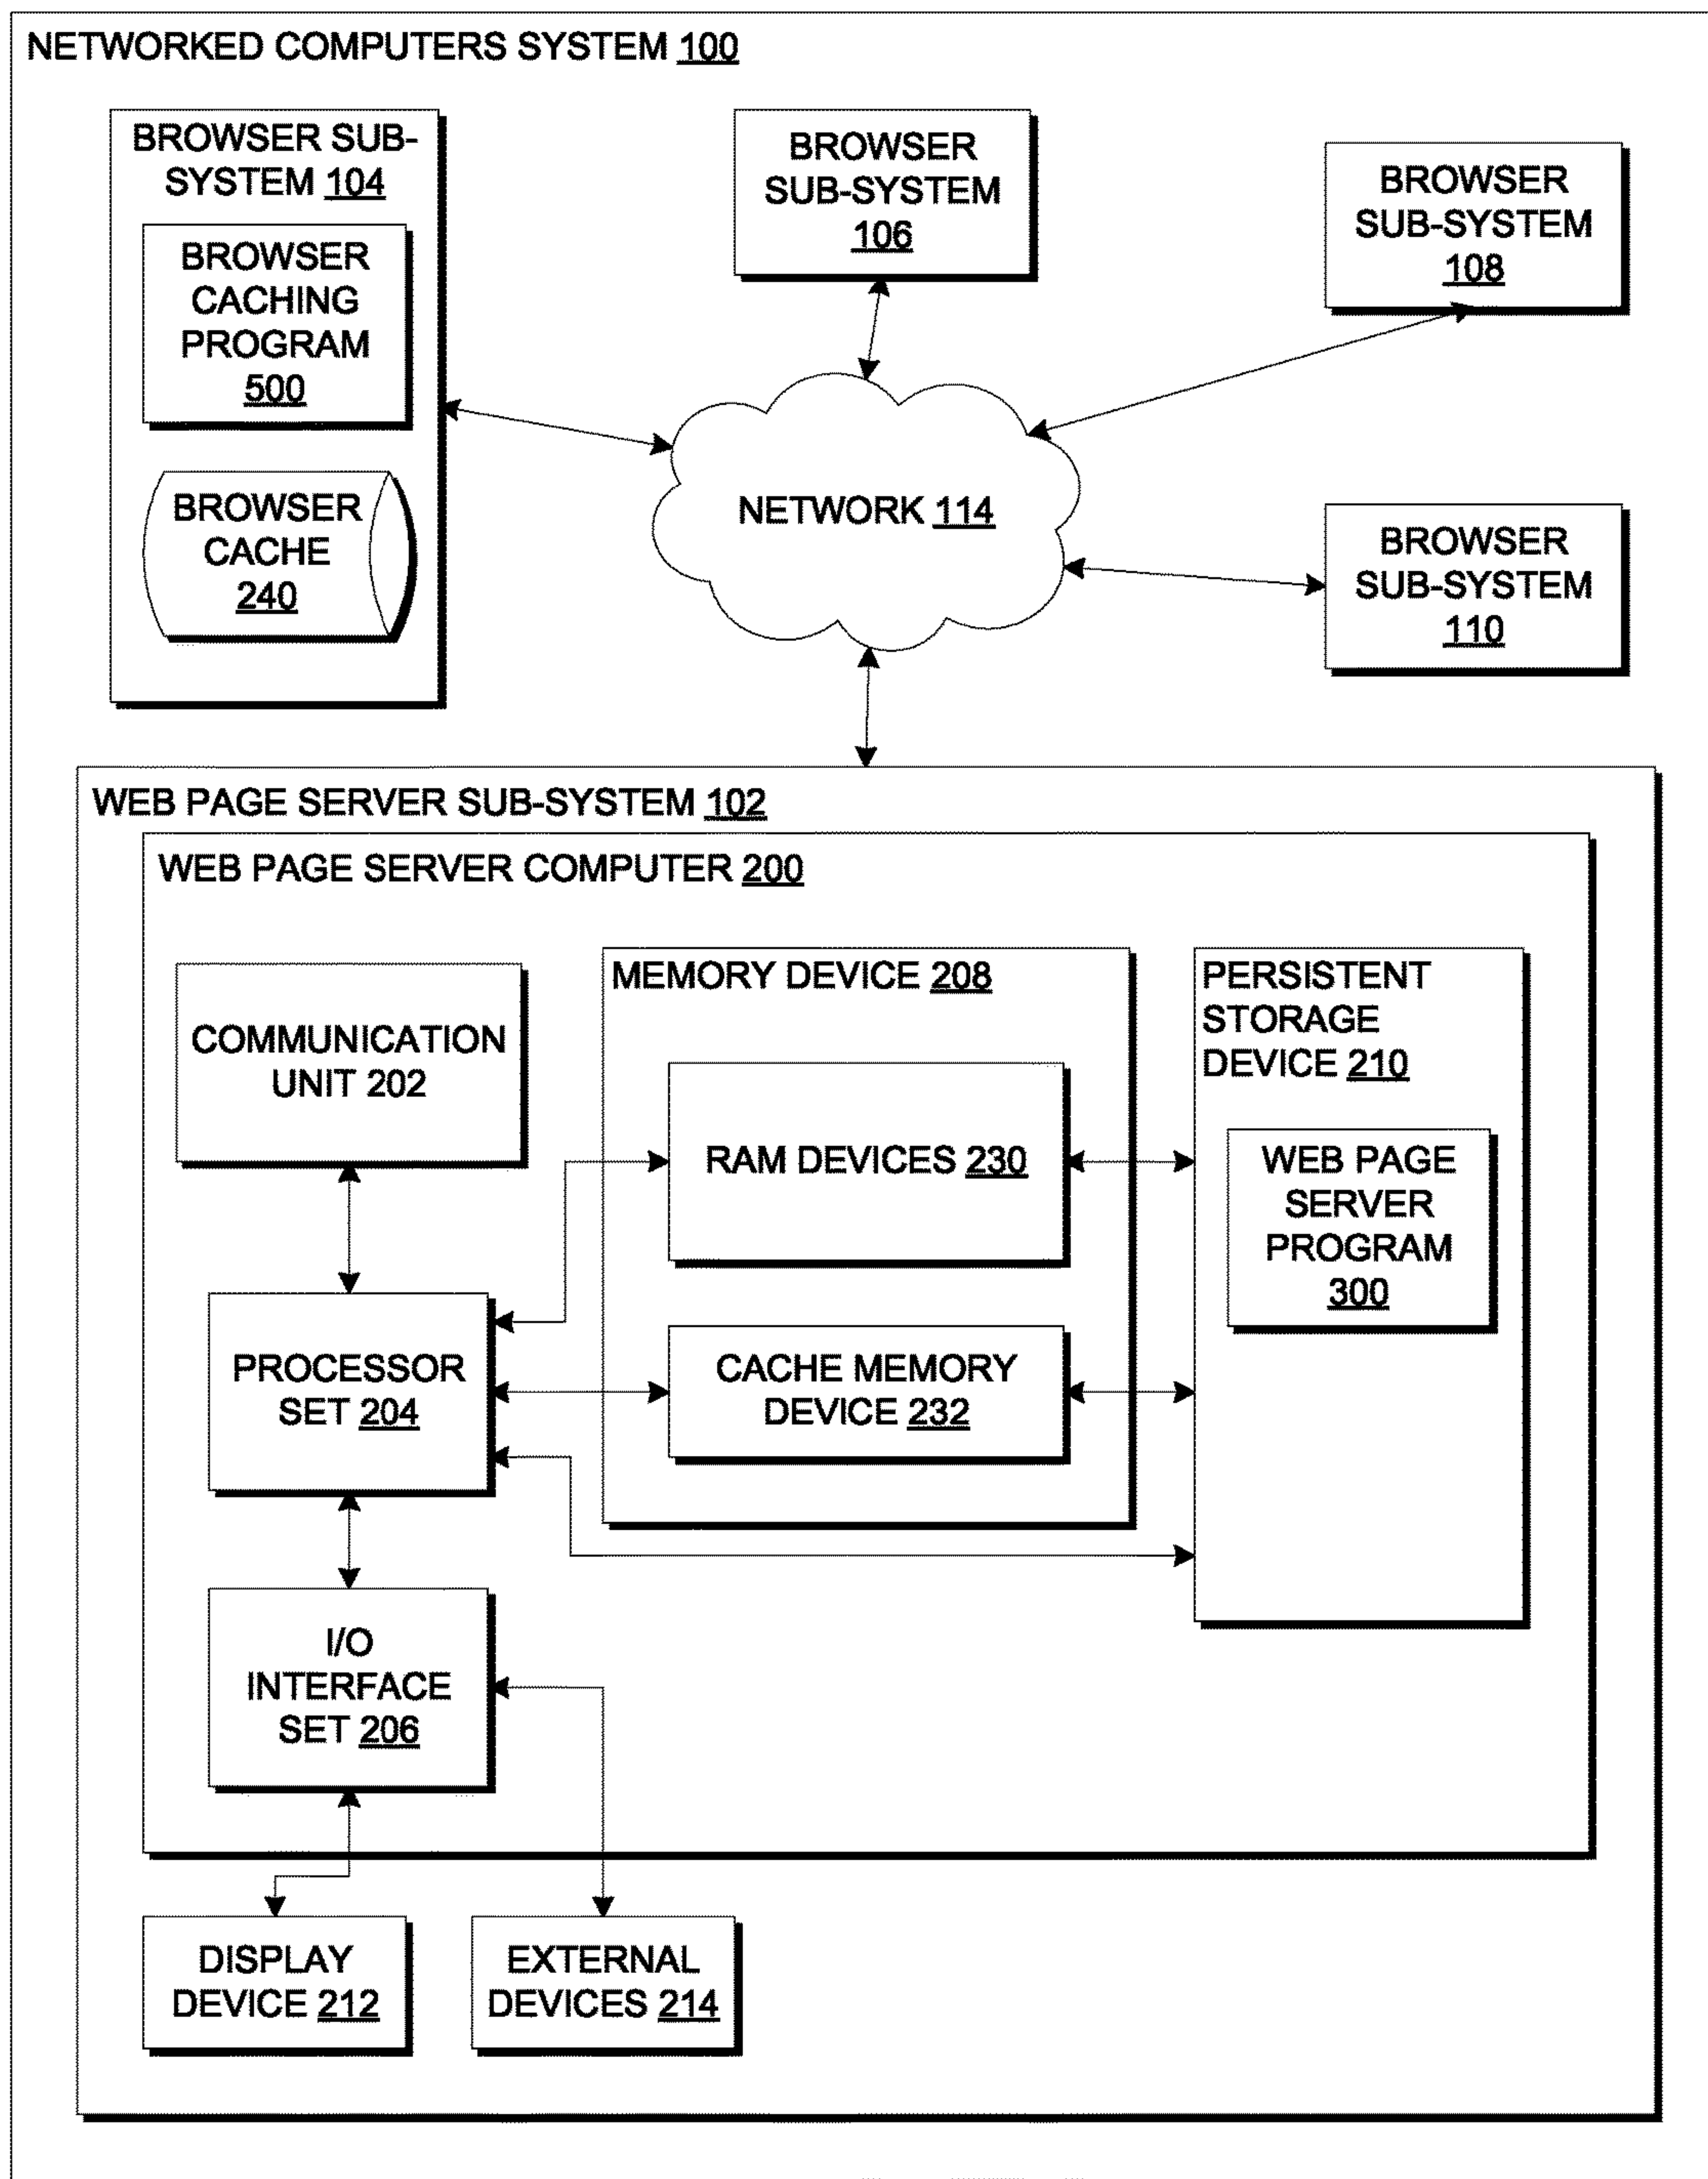 NETWORKED COMPUTERS SYSTEM 100
BROWSER SUB-
SYSTEM 104
BROWSER
CACHING
PROGRAM
500
BROWSER
CACHE
240
BROWSER
SUB-SYSTEM
106
BROWSER
SUB-SYSTEM
108
NETWORK 114
BROWSER
SUB-SYSTEM
110
WEB PAGE SERVER SUB-SYSTEM 102
WEB PAGE SERVER COMPUTER 200
COMMUNICATION
UNIT 202
MEMORY DEVICE 208
RAM DEVICES 230
CACHE MEMORY
DEVICE 232
PERSISTENT
STORAGE
DEVICE 210
WEB PAGE
SERVER
PROGRAM
300
PROCESSOR
SET 204
I/O
INTERFACE
SET 206
DISPLAY
DEVICE 212
EXTERNAL
DEVICES 214